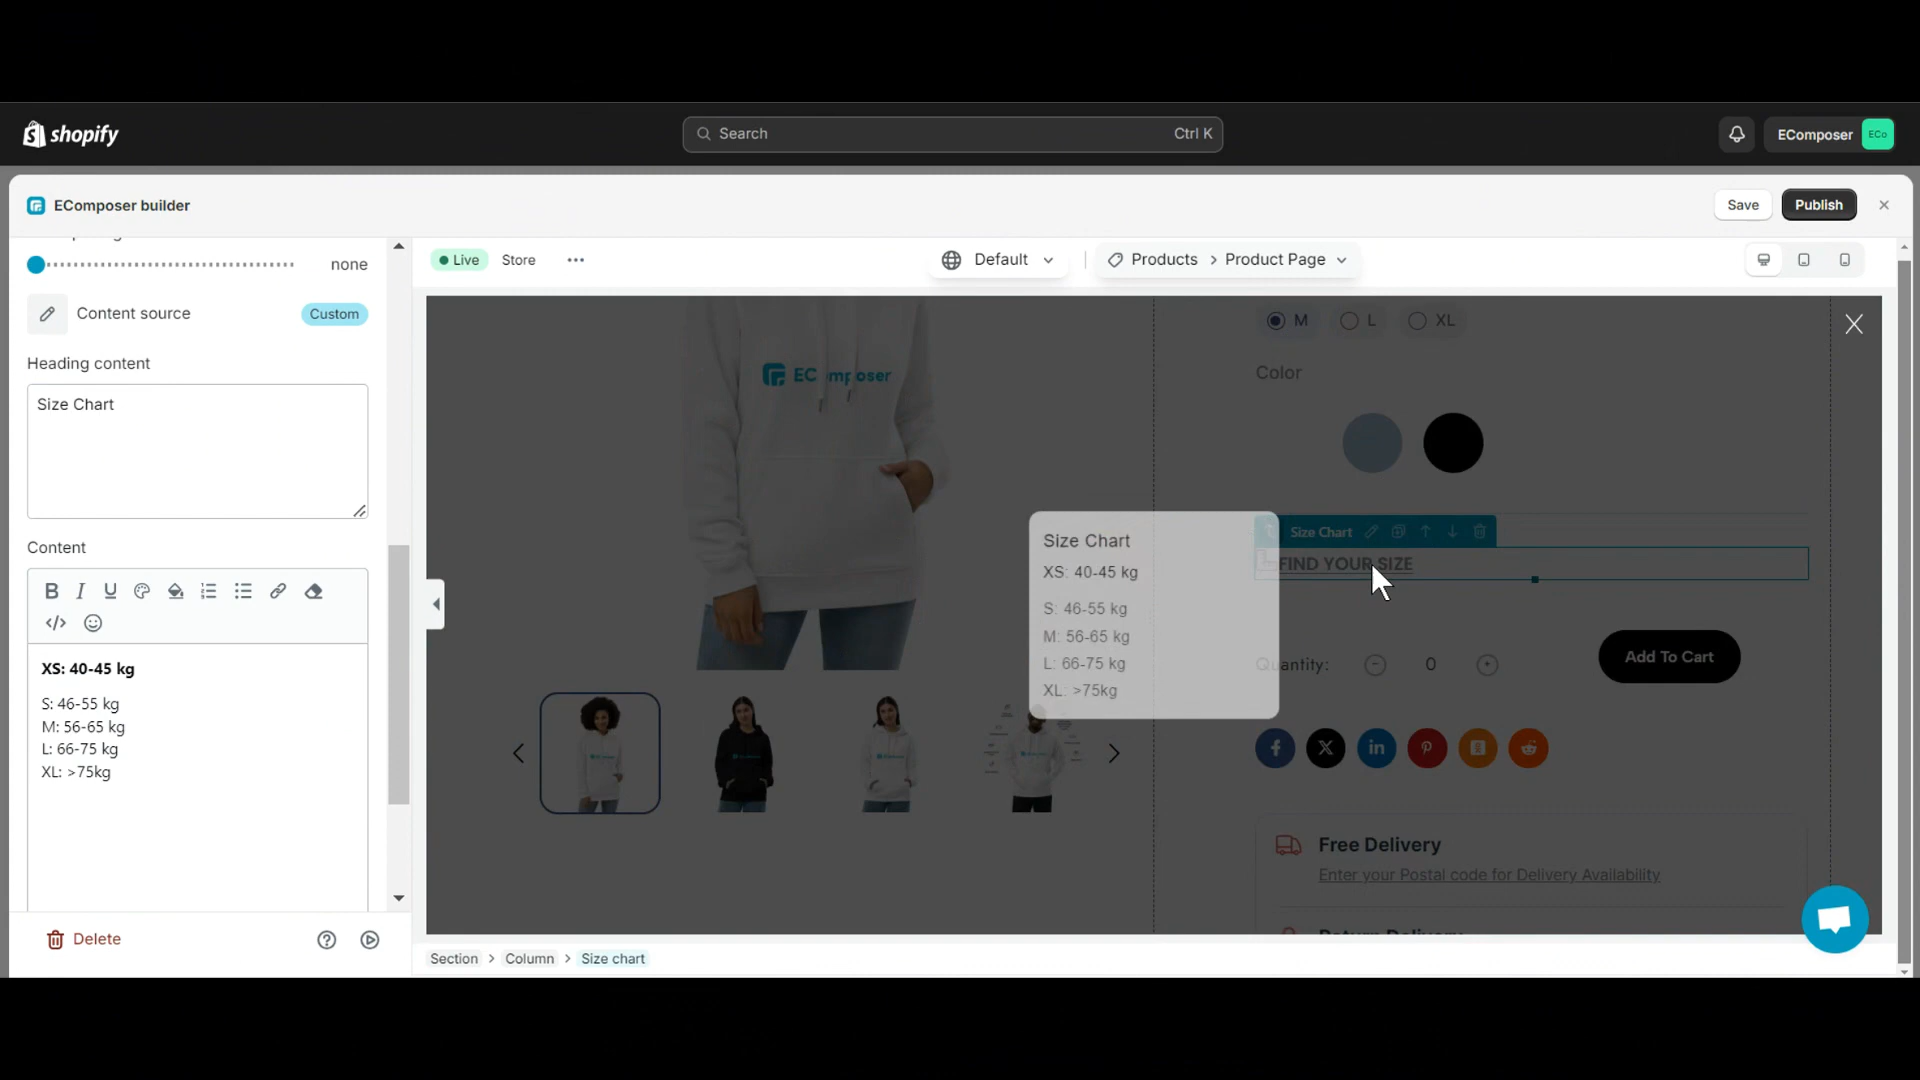 shopify
Search
Ctrl K
EComposer
ECo
EComposer builder
Save
Publish
none
Content source
Custom
Heading content
Size Chart
Content
B I U
XS: 40-45 kg
S: 46-55 kg
M: 56-65 kg
L: 66-75 kg
XL: >75kg
Delete
Live
Store
Default
Products > Product Page
EComposer
M
L
XL
Color
Size Chart
FIND YOUR SIZE
Size Chart
XS: 40-45 kg
S: 46-55 kg
M: 56-65 kg
L: 66-75 kg
XL: >75kg
Quantity:
0
Add To Cart
Free Delivery
Enter your Postal code for Delivery Availability
Return Delivery
Section > Column > Size chart